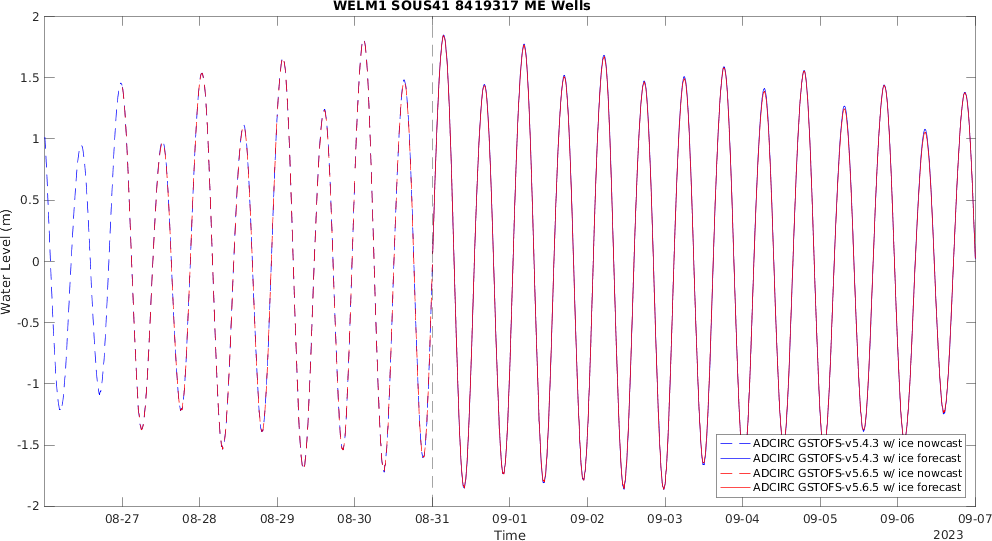 WELM1 SOUS41 8419317 ME Wells
Water Level (m)
2
1.5
1
0.5
0
-0.5
-1
-1.5
-2
ADCIRC GSTOFS-v5.4.3 w/ ice nowcast
ADCIRC GSTOFS-v5.4.3 w/ ice forecast
ADCIRC GSTOFS-v5.6.5 w/ ice nowcast
ADCIRC GSTOFS-v5.6.5 w/ ice forecast
08-27 08-28 08-29 08-30 08-31 09-01 09-02 09-03 09-04 09-05 09-06 09-07
Time
2023